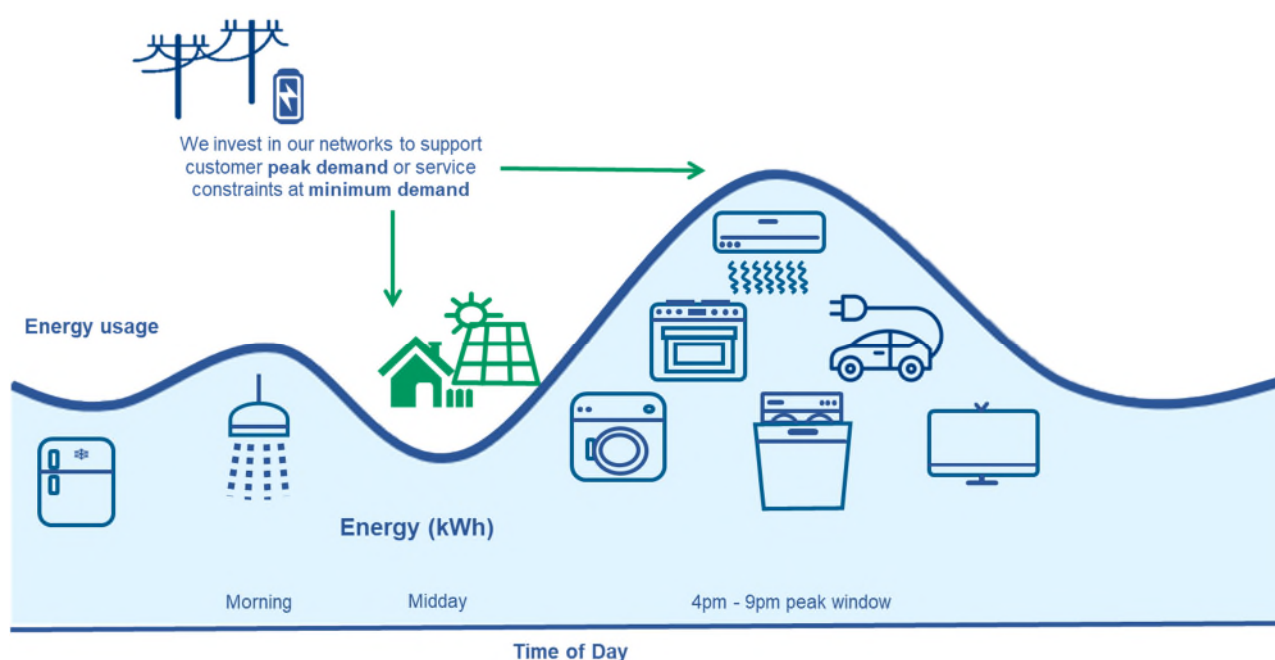 We invest in our networks to support
customer peak demand or service
constraints at minimum demand
Energy usage
Energy (kWh)
Morning
Midday
4pm - 9pm peak window
Time of Day